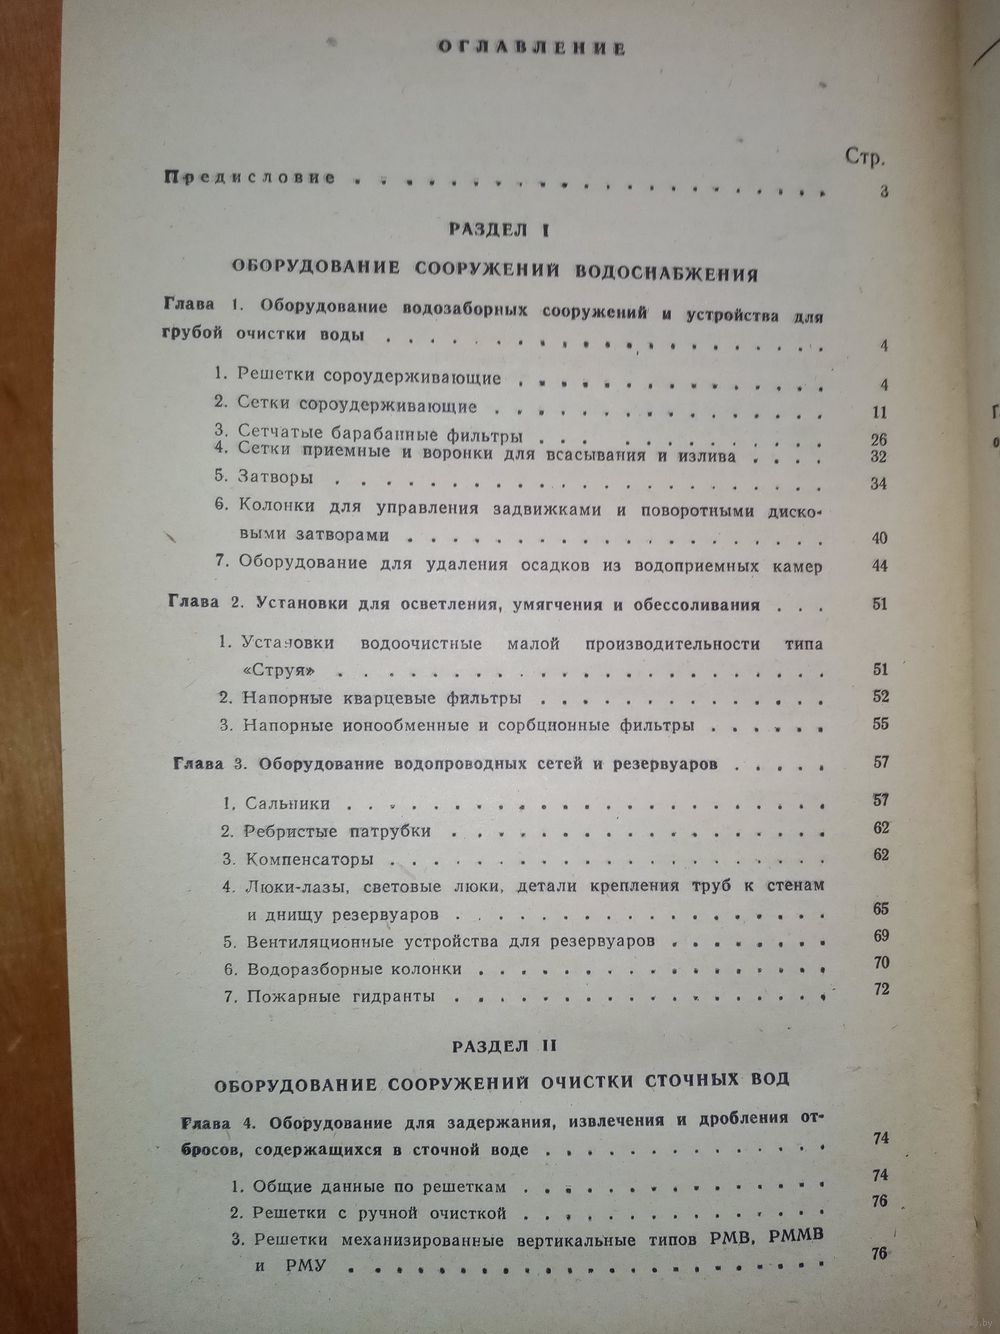 ОГЛАВЛЕНИЕ
Стр.
Предисловие . . . . . . . . . . . . . . . . . . . . 3
РАЗДЕЛ I
ОБОРУДОВАНИЕ СООРУЖЕНИЙ ВОДОСНАБЖЕНИЯ
Глава 1. Оборудование водозаборных сооружений и устройства для
грубой очистки воды . . . . . . . . . . . . . . . . . . . . 4
1. Решетки сороудерживающие . . . . . . . . . . . . . . . 4
2. Сетки сороудерживающие . . . . . . . . . . . . . . . 11
3. Сетчатые барабанные фильтры . . . . . . . . . . . 26
4. Сетки приемные и воронки для всасывания и излива . . . . 32
5. Затворы . . . . . . . . . . . . . . . . . . . . 34
6. Колонки для управления задвижками и поворотными диско-
выми затворами . . . . . . . . . . . . . . . . . . 40
7. Оборудование для удаления осадков из водоприемных камер 44
Глава 2. Установки для осветления, умягчения и обессоливания . . . 51
1. Установки водоочистные малой производительности типа
«Струя» . . . . . . . . . . . . . . . . . . . 51
2. Напорные кварцевые фильтры . . . . . . . . . . . . 52
3. Напорные ионообменные и сорбционные фильтры . . . . . . 55
Глава 3. Оборудование водопроводных сетей и резервуаров . . . . . 57
1. Сальники . . . . . . . . . . . . . . . . . . . 57
2. Ребристые патрубки . . . . . . . . . . . . . . . 62
3. Компенсаторы . . . . . . . . . . . . . . . . . 62
4. Люки-лазы, световые люки, детали крепления труб к стенам
и днищу резервуаров . . . . . . . . . . . . . . . 65
5. Вентиляционные устройства для резервуаров . . . . . . . . 69
6. Водоразборные колонки . . . . . . . . . . . . . . 70
7. Пожарные гидранты . . . . . . . . . . . . . . . 72
РАЗДЕЛ II
ОБОРУДОВАНИЕ СООРУЖЕНИЙ ОЧИСТКИ СТОЧНЫХ ВОД
Глава 4. Оборудование для задержания, извлечения и дробления от-
бросов, содержащихся в сточной воде . . . . . . . . . . . . . 74
1. Общие данные по решеткам . . . . . . . . . . . . . . 74
2. Решетки с ручной очисткой . . . . . . . . . . . . . . 76
3. Решетки механизированные вертикальные типов РМВ, РММВ
и РМУ . . . . . . . . . . . . . . . . . . . . 76